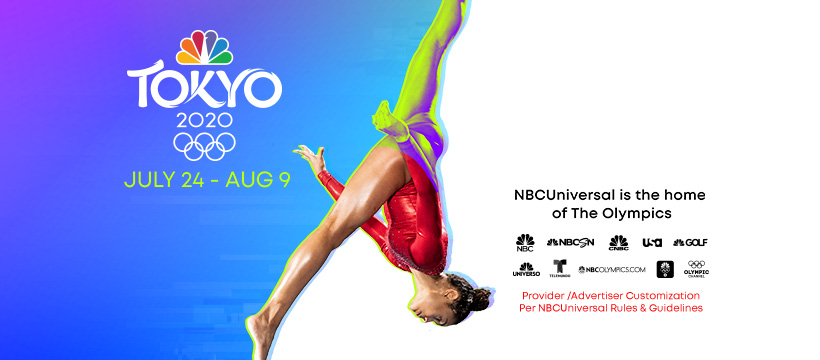 TOKYO
2020
JULY 24 - AUG 9
NBCUniversal is the home
of The Olympics
NBC NBCSN CNBC USA GOLF
UNIVERSO TELEMUNDO NBCOLYMPICS.COM OLYMPIC CHANNEL
Provider /Advertiser Customization
Per NBCUniversal Rules & Guidelines